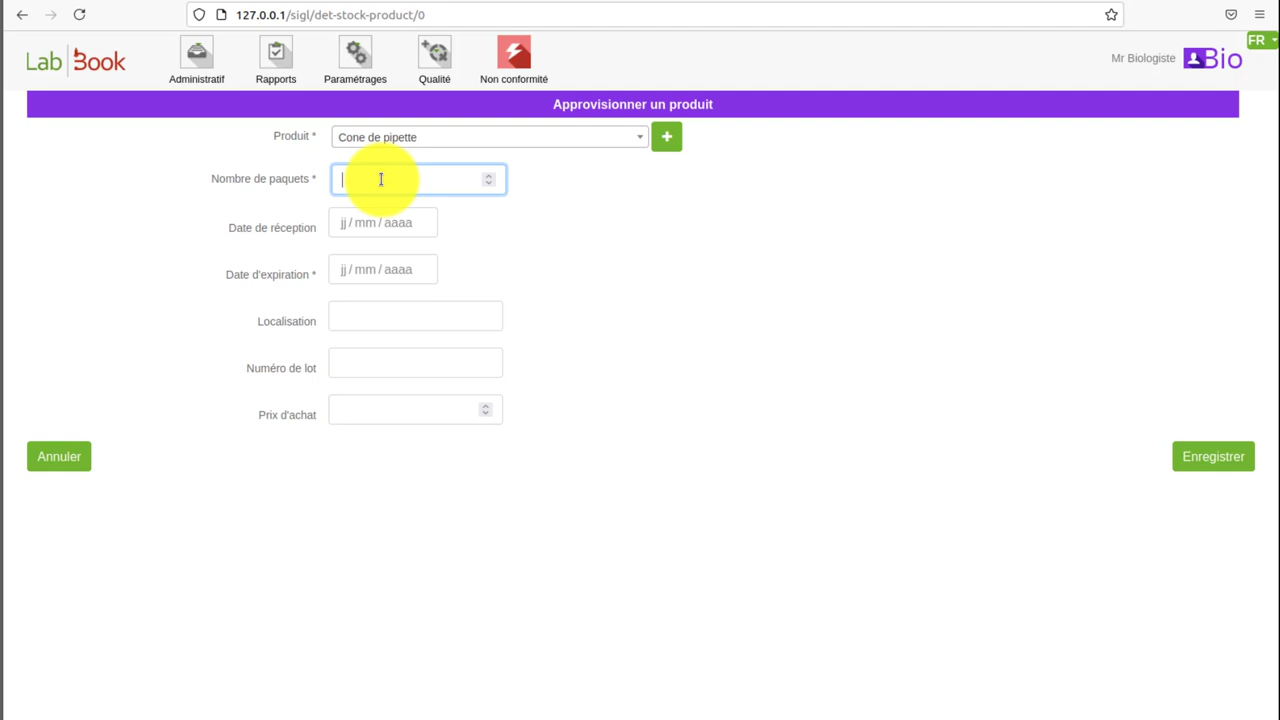 127.0.0.1/sigl/det-stock-product/0
FR
Lab Book
Administratif
Rapports
Paramétrages
Qualité
Non conformité
Mr Biologiste
Bio
Approvisionner un produit
Produit *
Cone de pipette
Nombre de paquets *
Date de réception
jj / mm / aaaa
Date d'expiration *
jj / mm / aaaa
Localisation
Numéro de lot
Prix d'achat
Annuler
Enregistrer